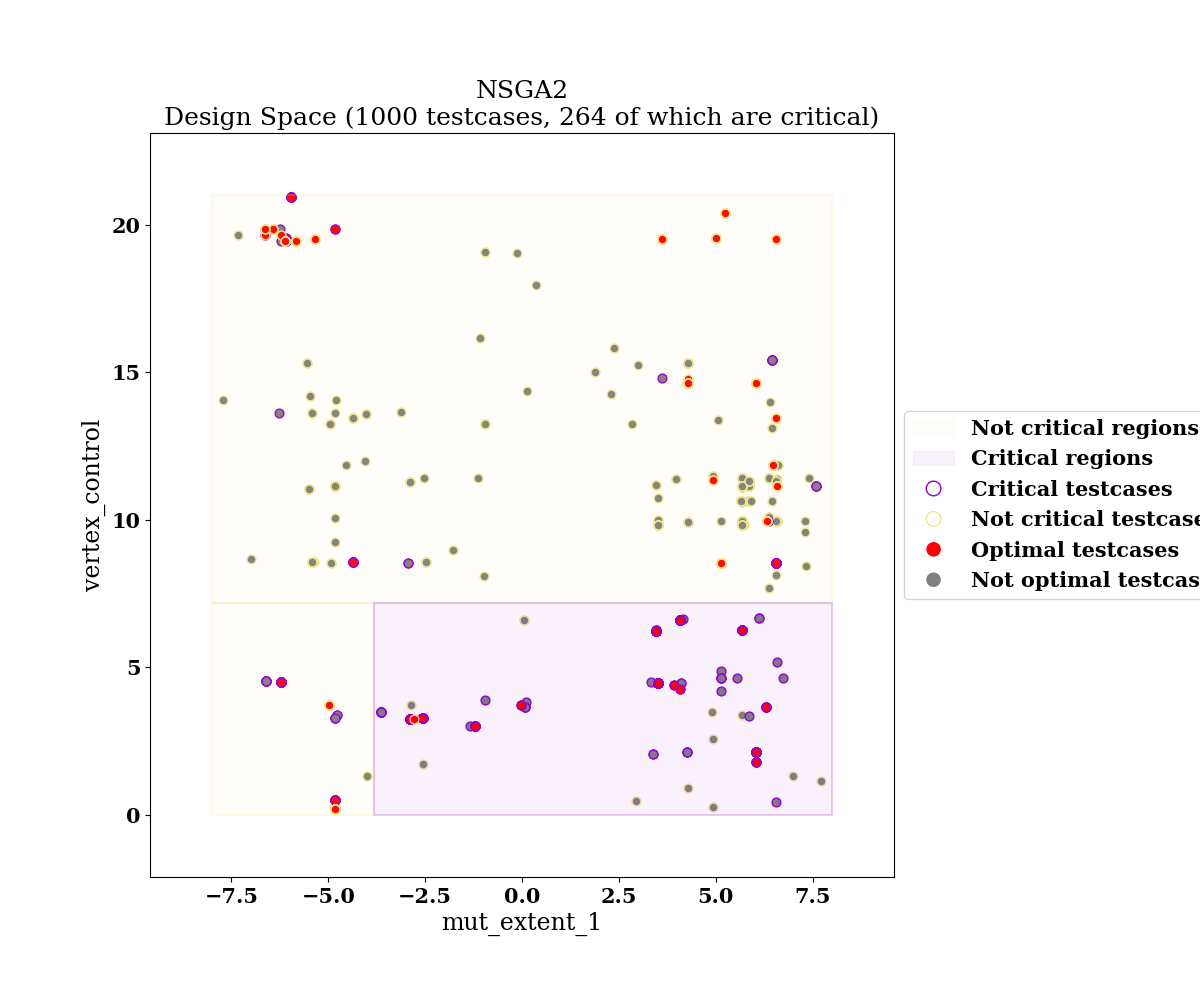 NSGA2
Design Space (1000 testcases, 264 of which are critical)
20
15
10
5
0
vertex_control
−7.5
−5.0
−2.5
0.0
2.5
5.0
7.5
mut_extent_1
Not critical regions
Critical regions
Critical testcases
Not critical testcase
Optimal testcases
Not optimal testcas